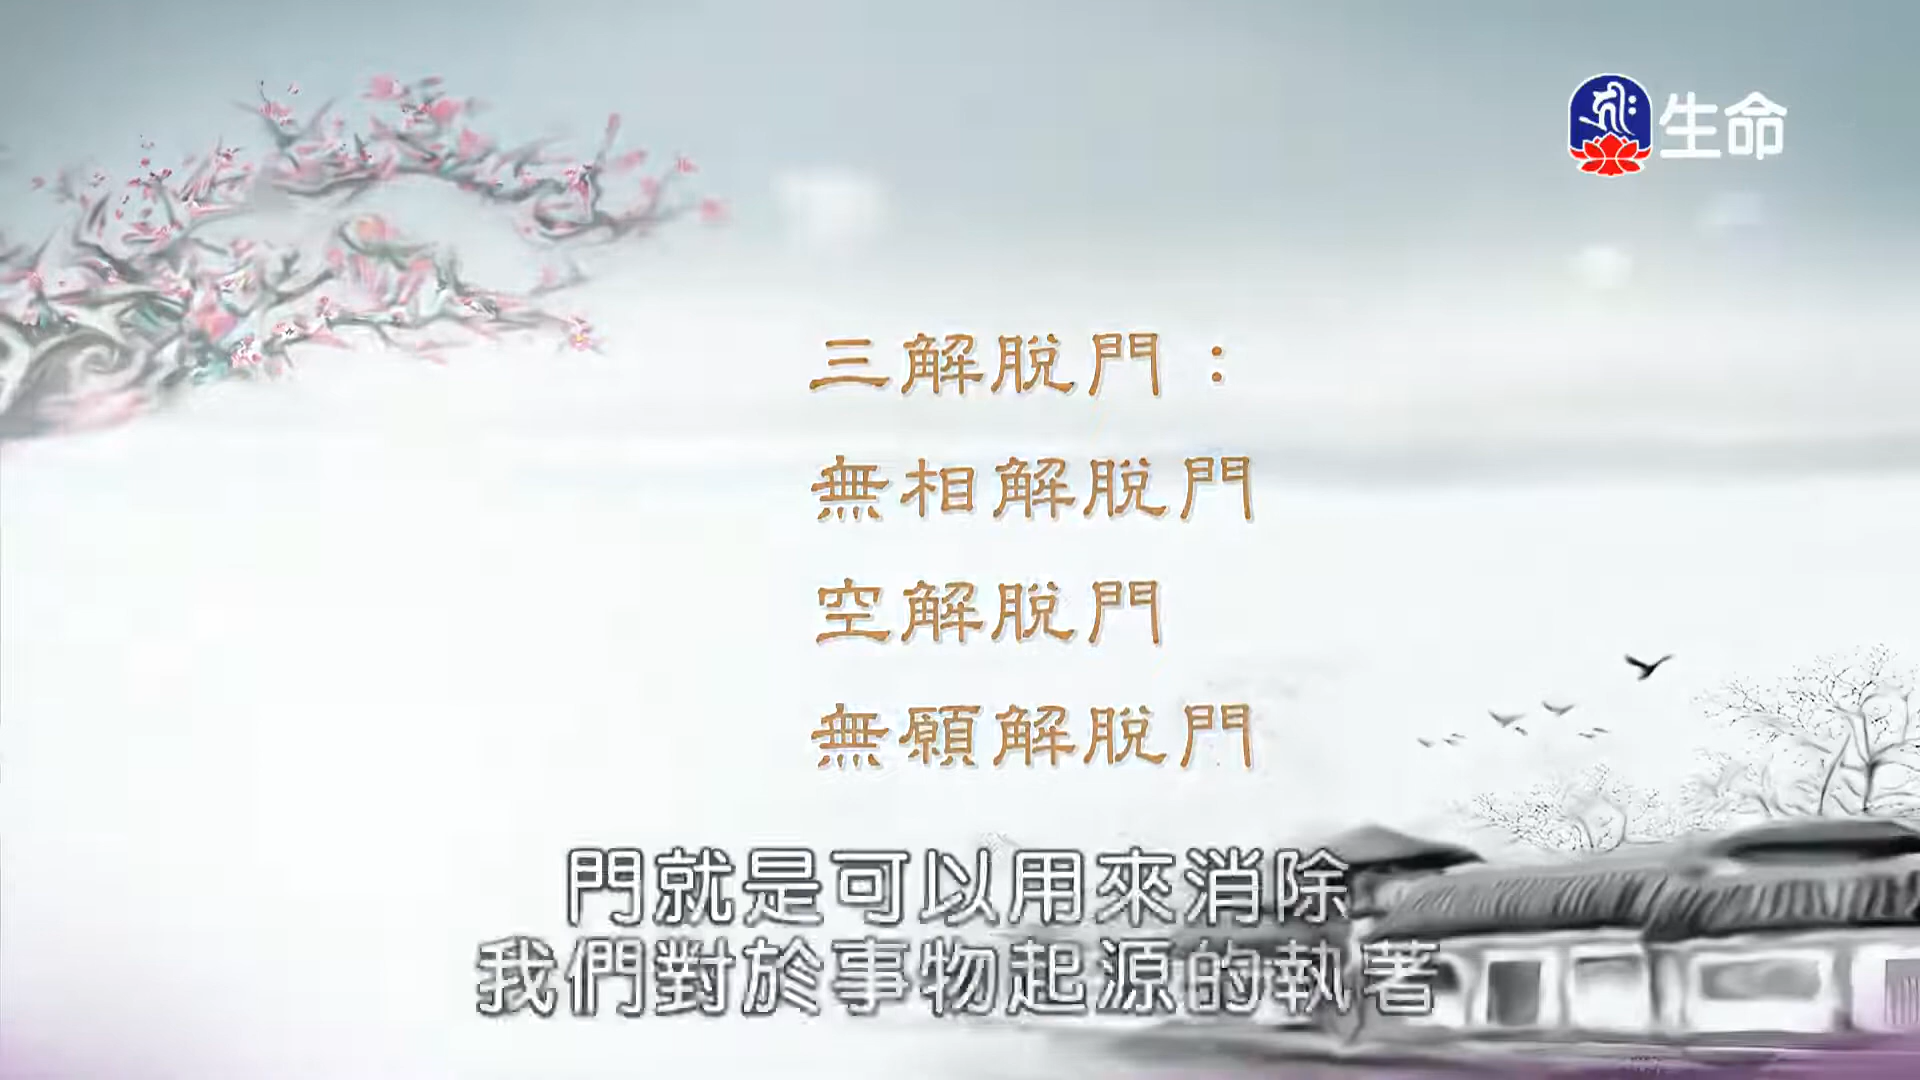 生命
三解脫門：
無相解脫門
空解脫門
無願解脫門
門就是可以用來消除
我們對於事物起源的執著